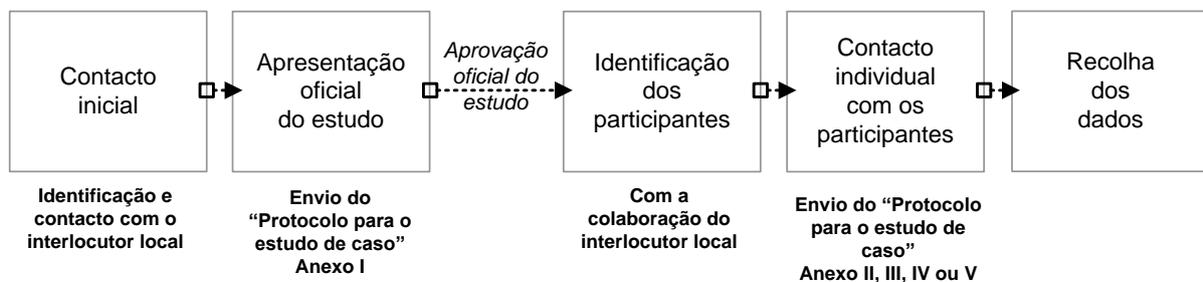 Contacto
inicial
Apresentação
oficial
do estudo
Aprovação
oficial do
estudo
Identificação
dos
participantes
Contacto
individual
com os
participantes
Recolha
dos
dados
Identificação e
contacto com o
interlocutor local
Envio do
“Protocolo para o
estudo de caso”
Anexo I
Com a
colaboração do
interlocutor local
Envio do “Protocolo
para o estudo de
caso”
Anexo II, III, IV ou V